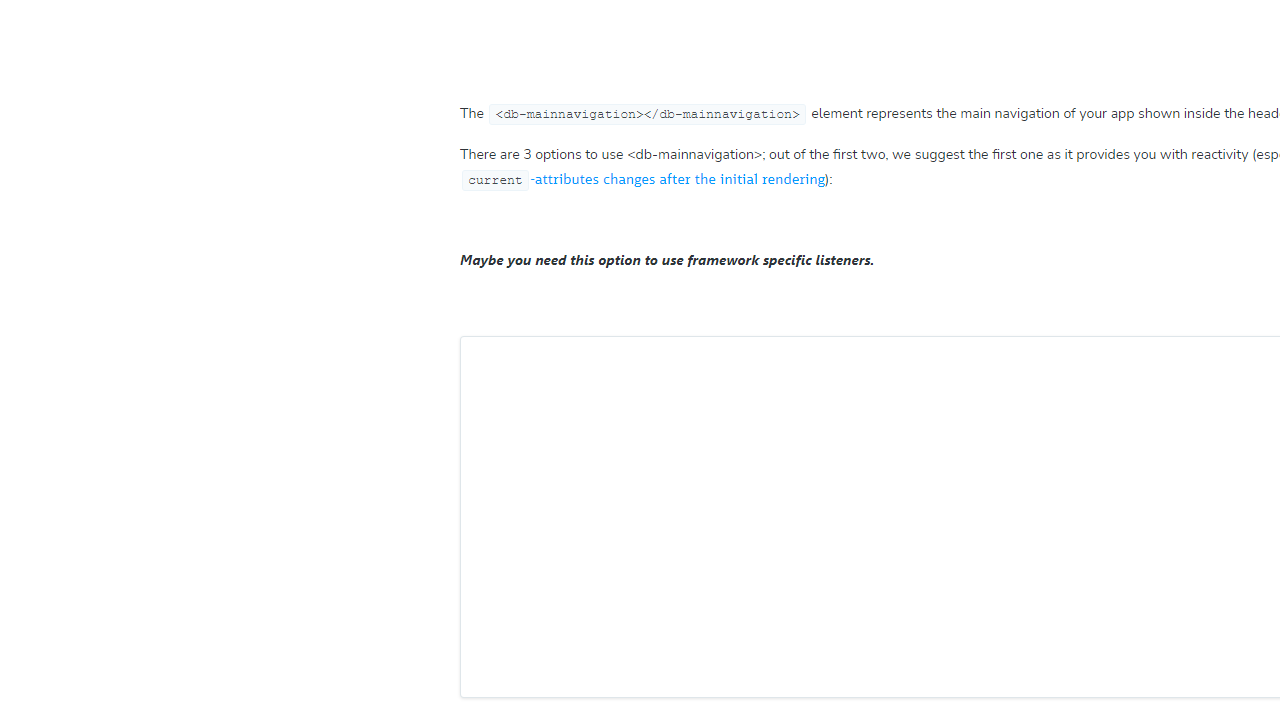 The <db-mainnavigation></db-mainnavigation> element represents the main navigation of your app shown inside the
There are 3 options to use <db-mainnavigation>; out of the first two, we suggest the first one as it provides you with reactivity
current -attributes changes after the initial rendering):
Maybe you need this option to use framework specific listeners.